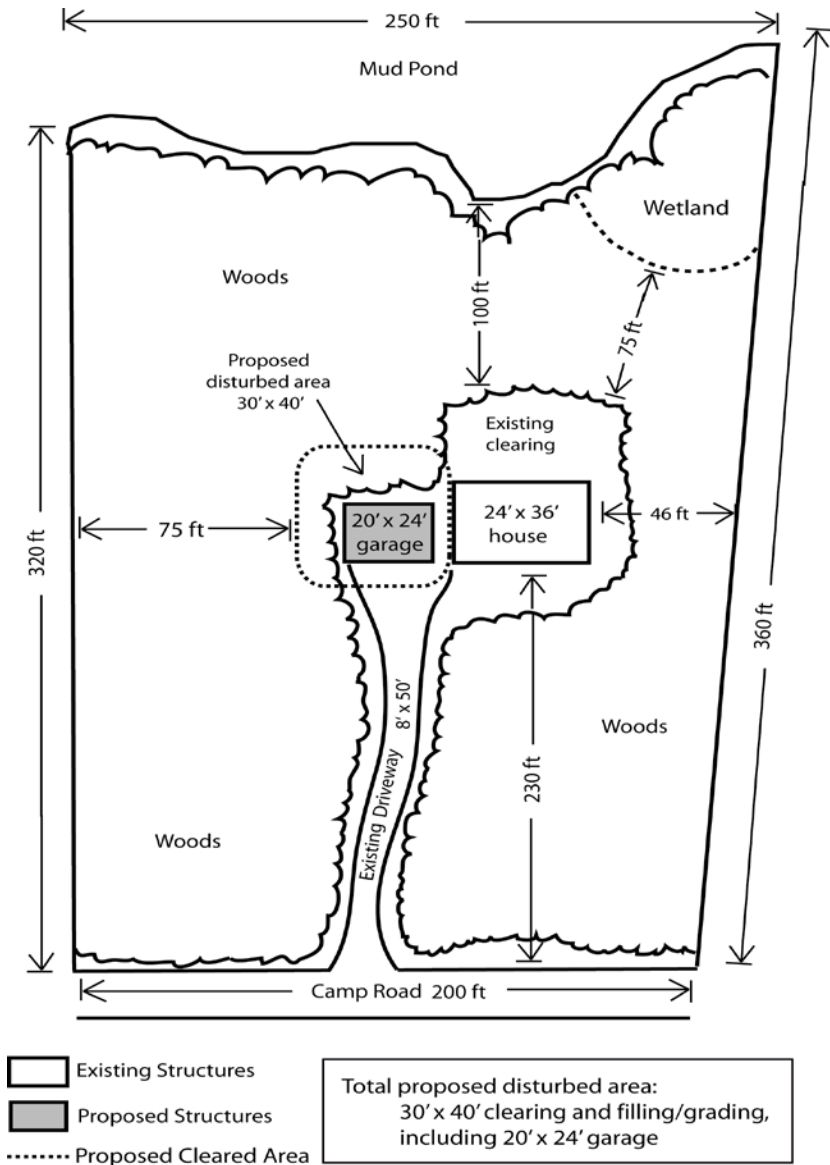 250 ft
Mud Pond
Wetland
Woods
100 ft
75 ft
Proposed
disturbed area
30' x 40'
Existing
clearing
320 ft
75 ft
20' x 24'
garage
24' x 36'
house
46 ft
360 ft
8' x 50'
Existing Driveway
230 ft
Woods
Woods
Camp Road 200 ft
Existing Structures
Proposed Structures
Proposed Cleared Area
Total proposed disturbed area:
30' x 40' clearing and filling/grading,
including 20' x 24' garage